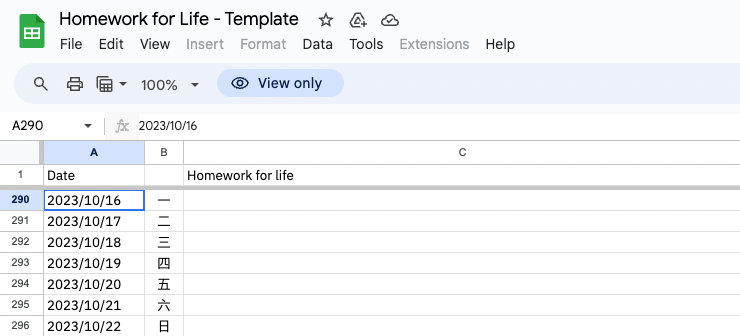 Homework for Life - Template
File Edit View Insert Format Data Tools Extensions Help
100% View only
A290 fx 2023/10/16
A B C
1 Date Homework for life
290 2023/10/16 一
291 2023/10/17 二
292 2023/10/18 三
293 2023/10/19 四
294 2023/10/20 五
295 2023/10/21 六
296 2023/10/22 日